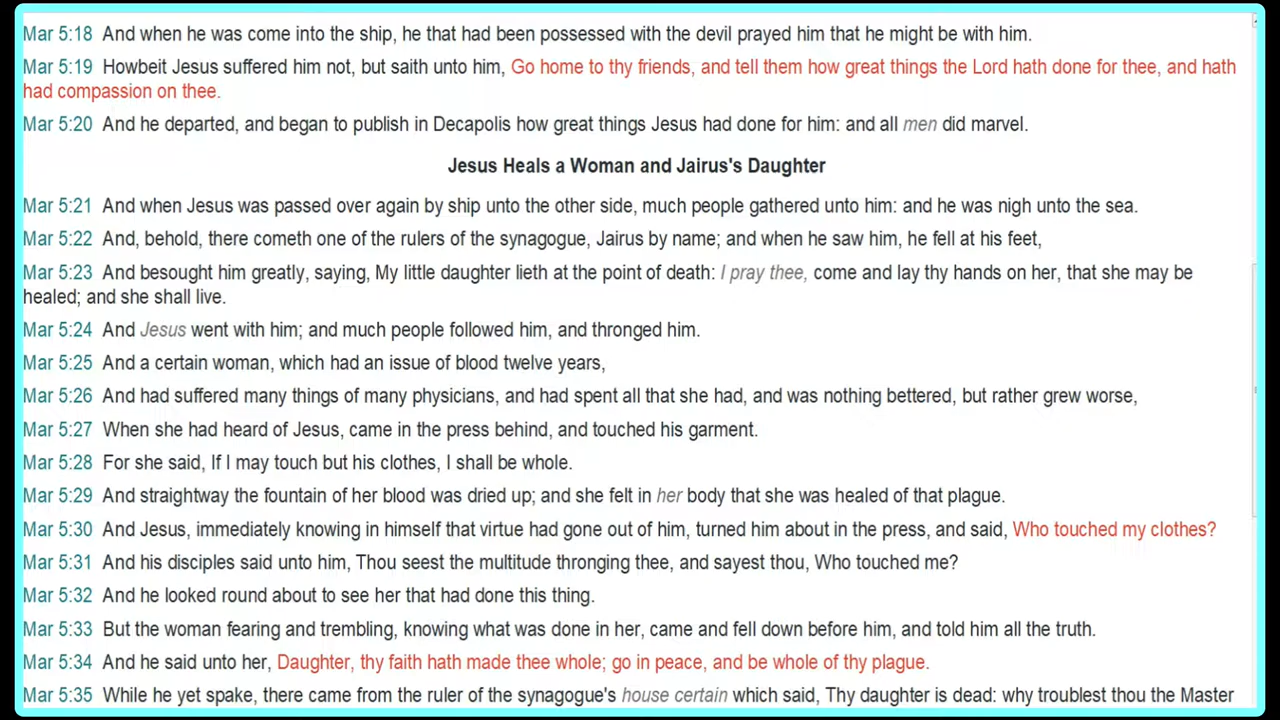 Mar 5:18 And when he was come into the ship, he that had been possessed with the devil prayed him that he might be with him.
Mar 5:19 Howbeit Jesus suffered him not, but saith unto him, Go home to thy friends, and tell them how great things the Lord hath done for thee, and hath
had compassion on thee.
Mar 5:20 And he departed, and began to publish in Decapolis how great things Jesus had done for him: and all men did marvel.
Jesus Heals a Woman and Jairus's Daughter
Mar 5:21 And when Jesus was passed over again by ship unto the other side, much people gathered unto him: and he was nigh unto the sea.
Mar 5:22 And, behold, there cometh one of the rulers of the synagogue, Jairus by name; and when he saw him, he fell at his feet,
Mar 5:23 And besought him greatly, saying, My little daughter lieth at the point of death: I pray thee, come and lay thy hands on her, that she may be
healed; and she shall live.
Mar 5:24 And Jesus went with him; and much people followed him, and thronged him.
Mar 5:25 And a certain woman, which had an issue of blood twelve years,
Mar 5:26 And had suffered many things of many physicians, and had spent all that she had, and was nothing bettered, but rather grew worse,
Mar 5:27 When she had heard of Jesus, came in the press behind, and touched his garment.
Mar 5:28 For she said, If I may touch but his clothes, I shall be whole.
Mar 5:29 And straightway the fountain of her blood was dried up; and she felt in her body that she was healed of that plague.
Mar 5:30 And Jesus, immediately knowing in himself that virtue had gone out of him, turned him about in the press, and said, Who touched my clothes?
Mar 5:31 And his disciples said unto him, Thou seest the multitude thronging thee, and sayest thou, Who touched me?
Mar 5:32 And he looked round about to see her that had done this thing.
Mar 5:33 But the woman fearing and trembling, knowing what was done in her, came and fell down before him, and told him all the truth.
Mar 5:34 And he said unto her, Daughter, thy faith hath made thee whole; go in peace, and be whole of thy plague.
Mar 5:35 While he yet spake, there came from the ruler of the synagogue's house certain which said, Thy daughter is dead: why troublest thou the Master